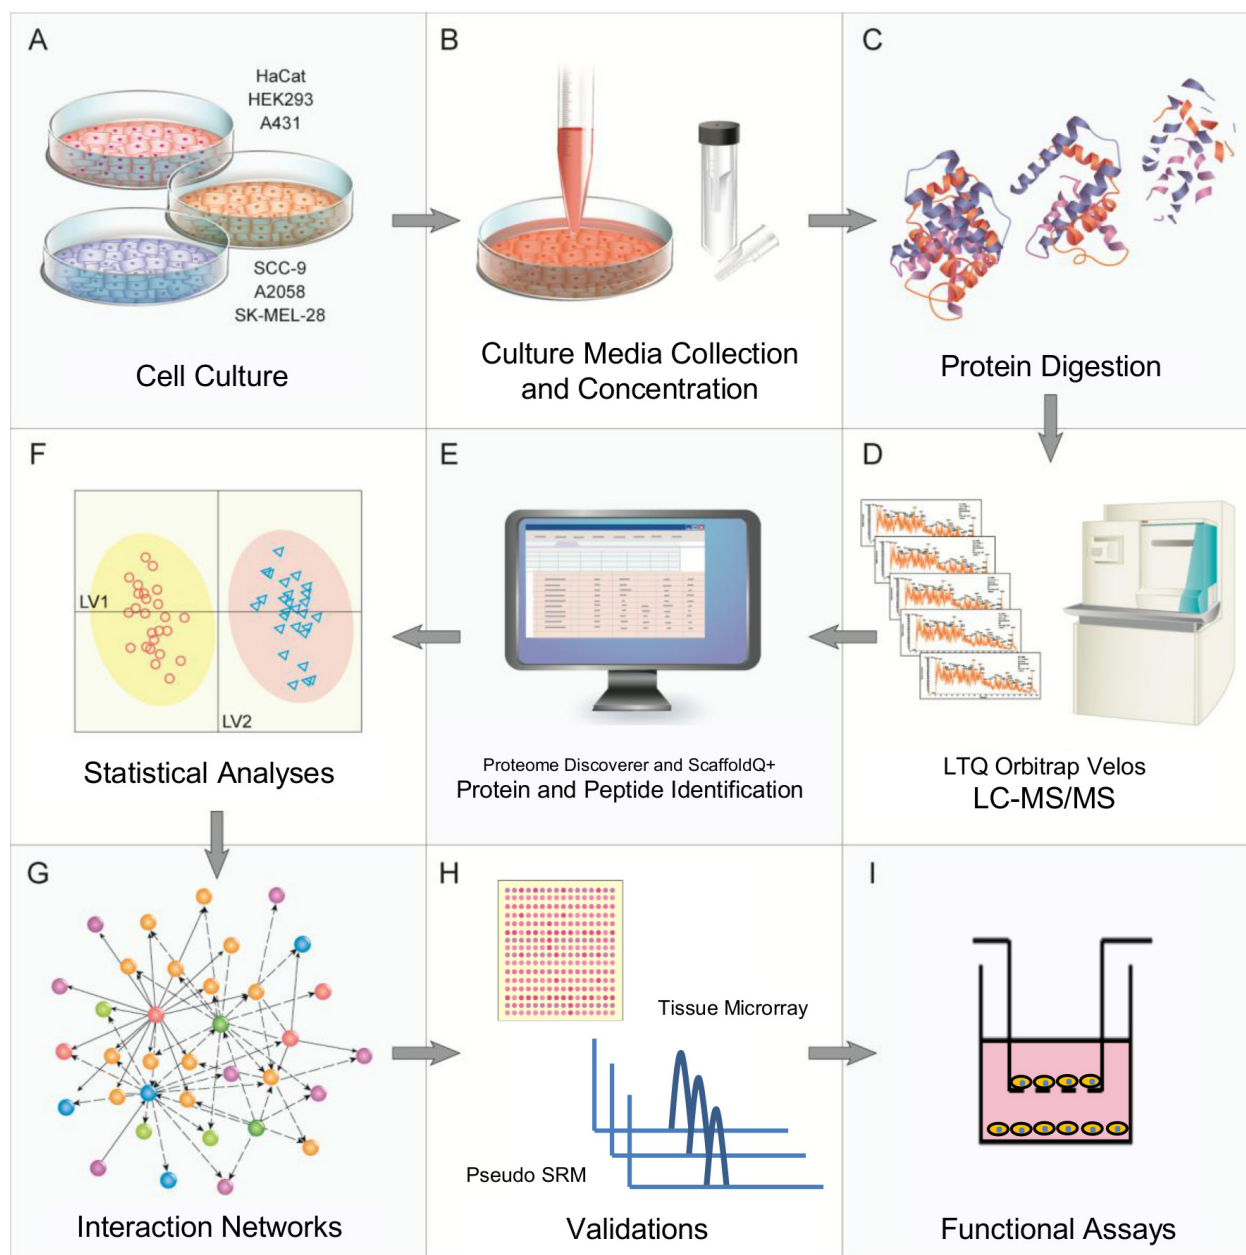 A
HaCat
HEK293
A431
SCC-9
A2058
SK-MEL-28
Cell Culture
B
Culture Media Collection
and Concentration
C
Protein Digestion
F
LV1
LV2
Statistical Analyses
E
Proteome Discoverer and ScaffoldQ+
Protein and Peptide Identification
D
LTQ Orbitrap Velos
LC-MS/MS
G
Interaction Networks
H
Tissue Microrray
Pseudo SRM
Validations
I
Functional Assays